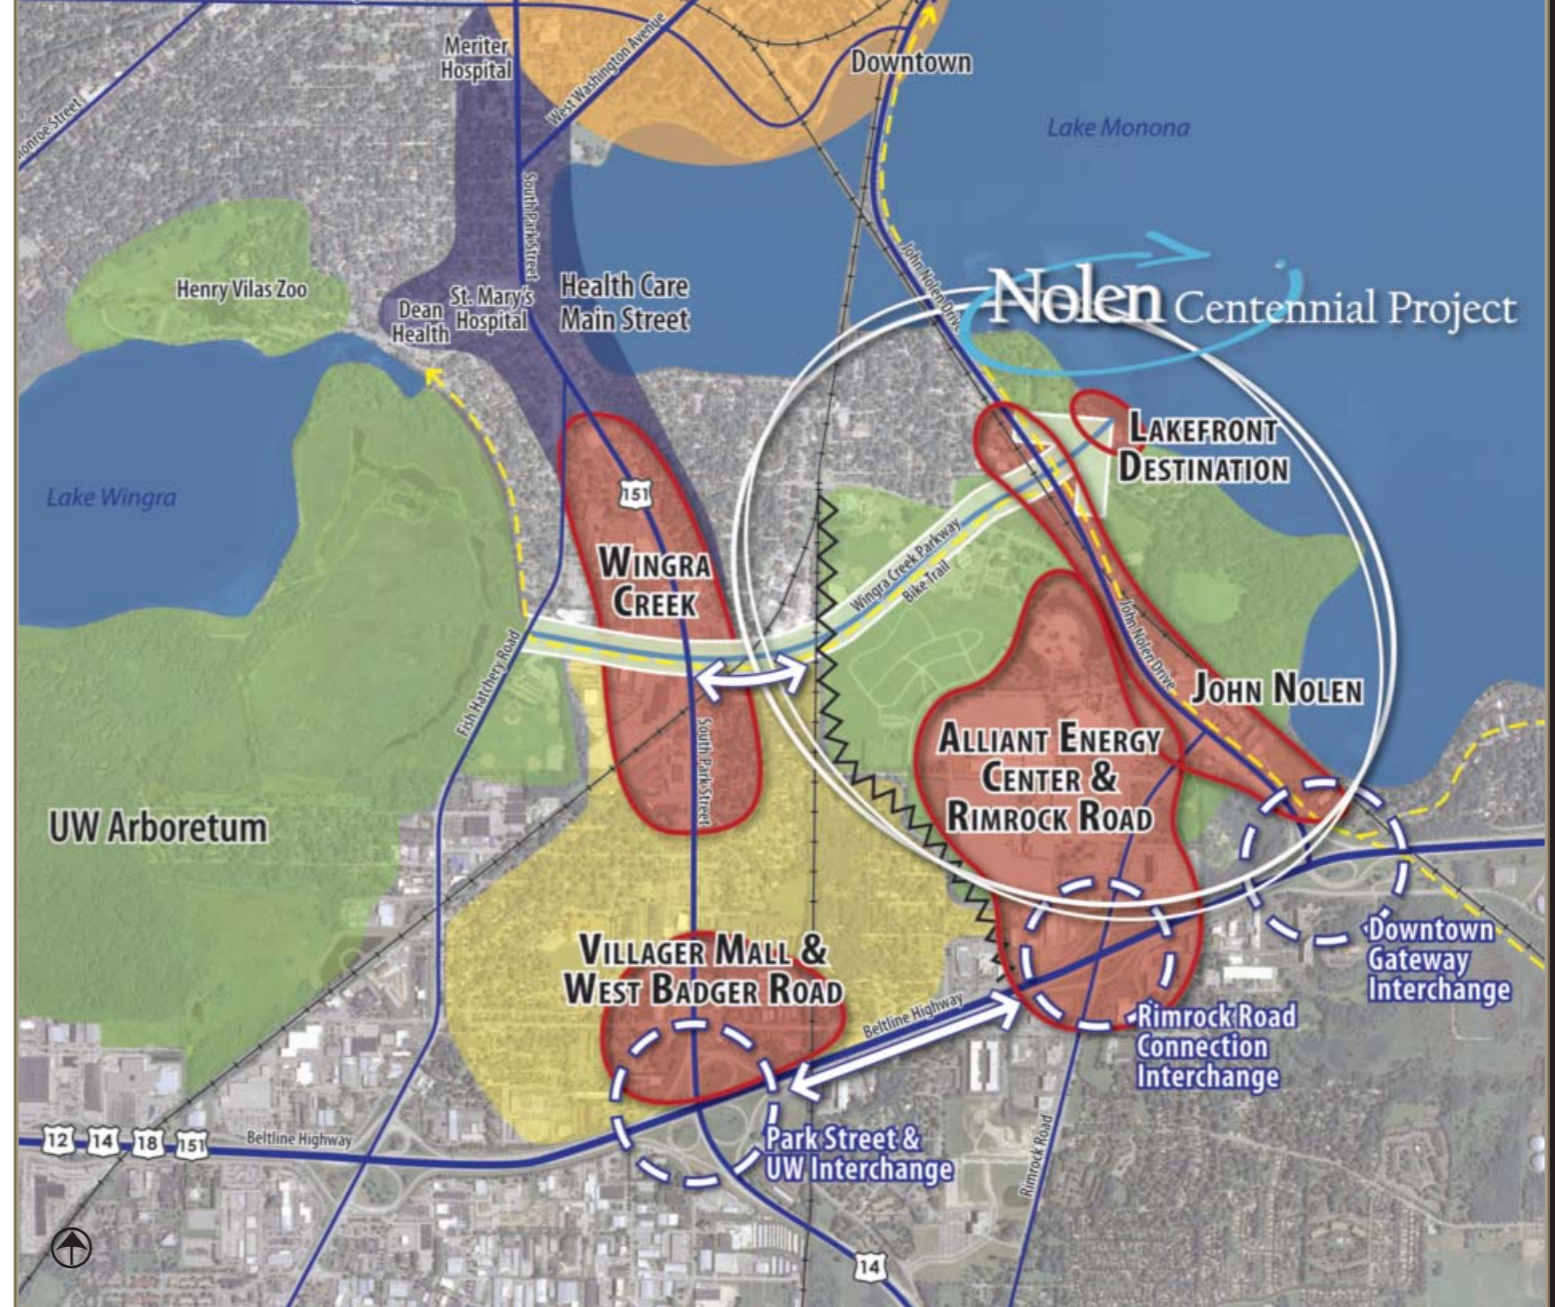 Meriter
Hospital
West Washington Avenue
Downtown
Lake Monona
Monroe Street
South Park Street
John Nolen Drive
Henry Vilas Zoo
Dean
Health
St. Mary's
Hospital
Health Care
Main Street
Nolen Centennial Project
Lakefront
Destination
Lake Wingra
151
Wingra
Creek
Wingra Creek Parkway
Bike Trail
Fish Hatchery Road
John Nolen Drive
John Nolen
South Park Street
Alliant Energy
Center &
Rimrock Road
UW Arboretum
Villager Mall &
West Badger Road
Downtown
Gateway
Interchange
Beltline Highway
Rimrock Road
Connection
Interchange
12 14 18 151
Beltline Highway
Park Street &
UW Interchange
Rimrock Road
14